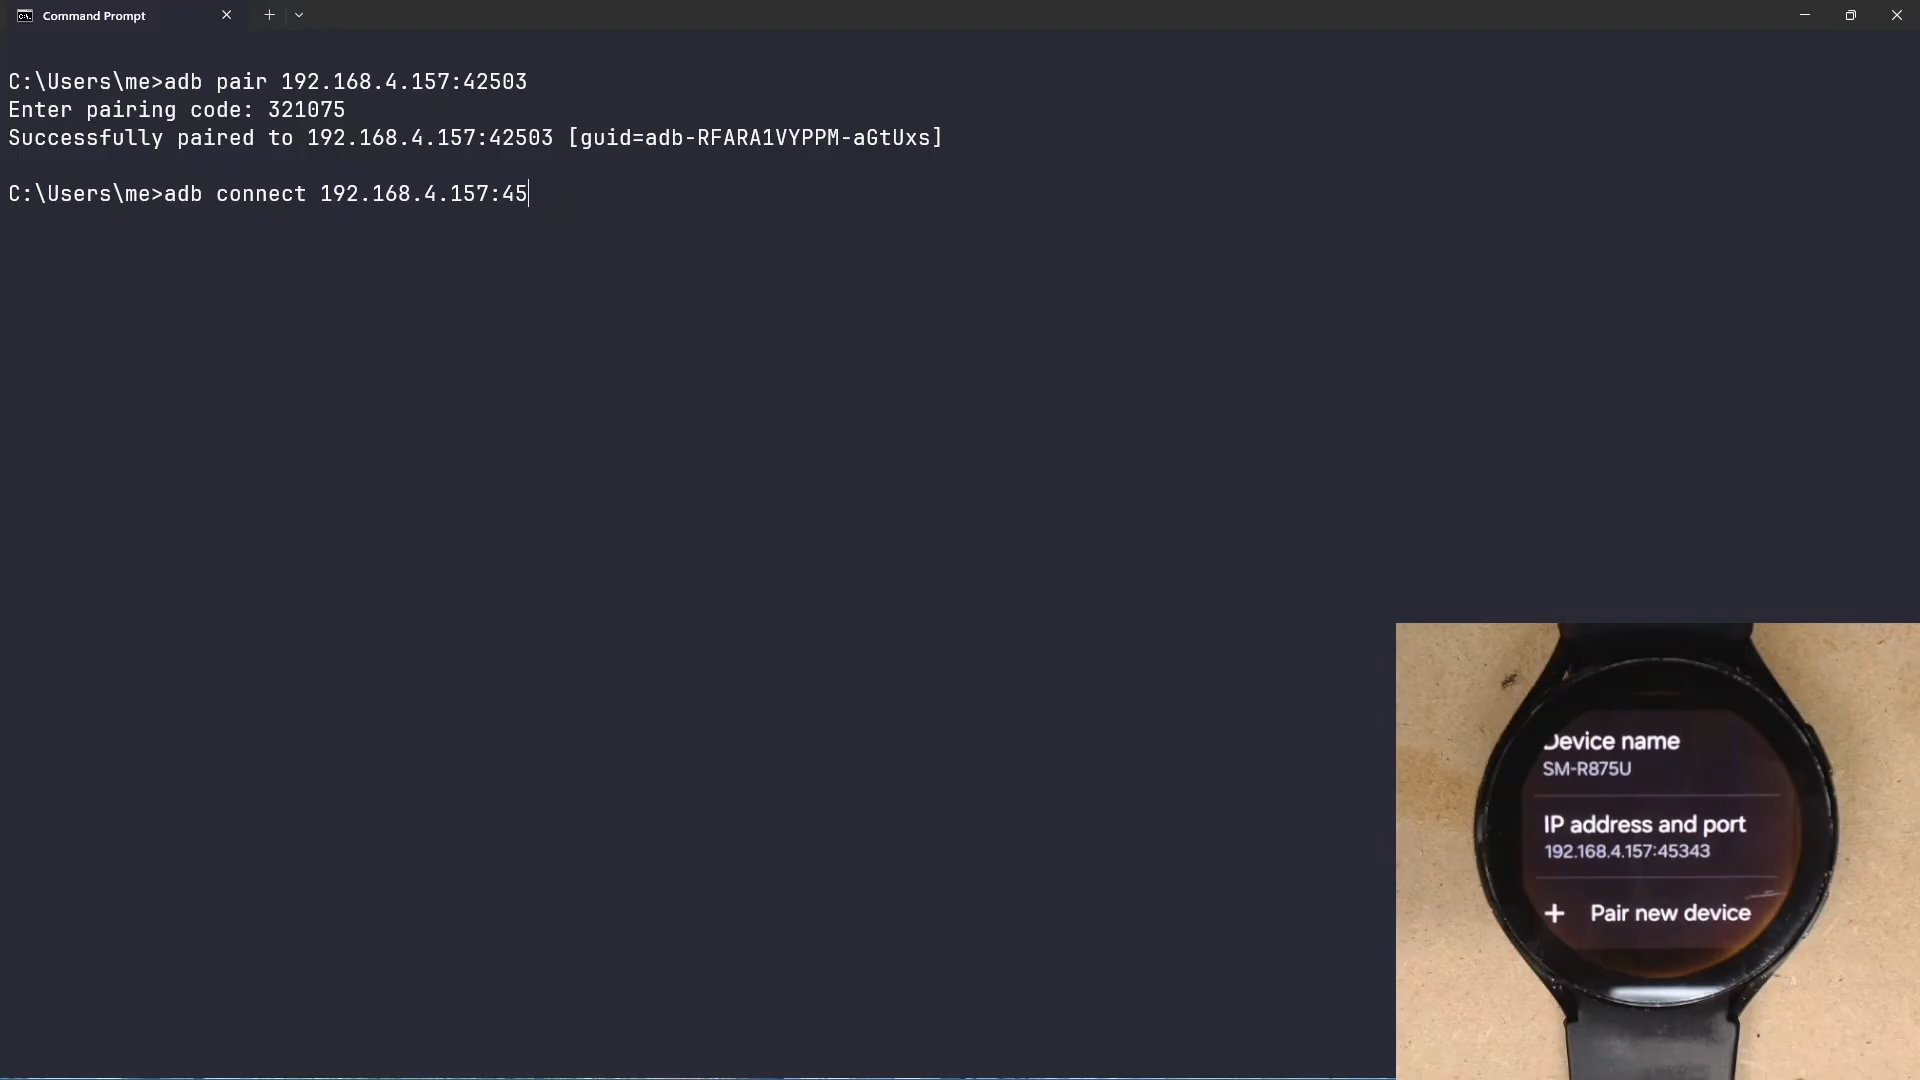 Command Prompt
C:\Users\me>adb pair 192.168.4.157:42503
Enter pairing code: 321075
Successfully paired to 192.168.4.157:42503 [guid=adb-RFARA1VYPPM-aGtUxs]
C:\Users\me>adb connect 192.168.4.157:45
Device name
SM-R875U
IP address and port
192.168.4.157:45343
+ Pair new device